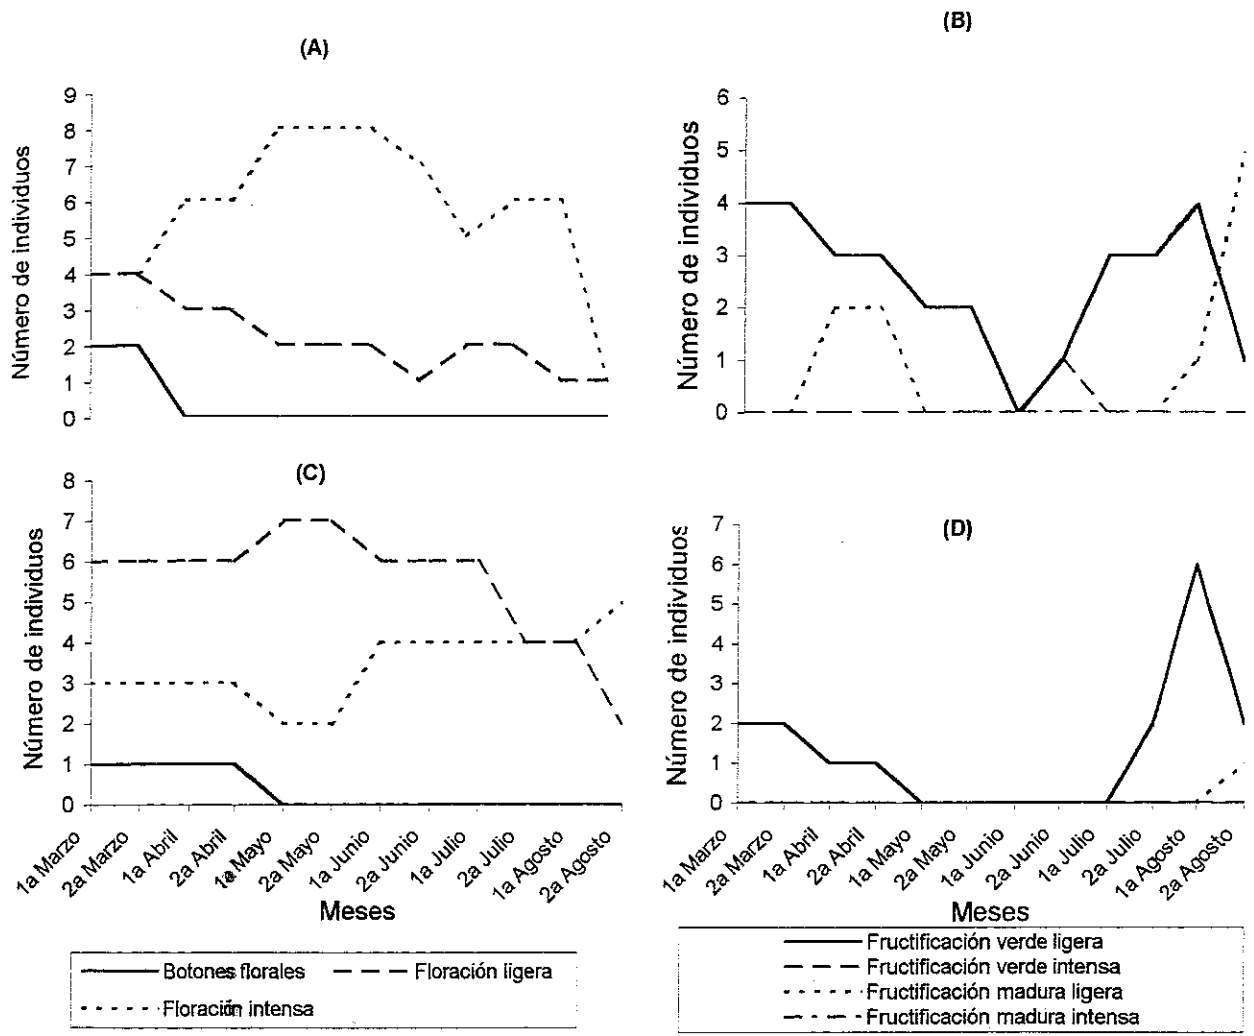 (A)
Número de individuos
9
8
7
6
5
4
3
2
1
0
(B)
Número de individuos
6
5
4
3
2
1
0
(C)
Número de individuos
8
7
6
5
4
3
2
1
0
1a Marzo
2a Marzo
1a Abril
2a Abril
1a Mayo
2a Mayo
1a Junio
2a Junio
1a Julio
2a Julio
1a Agosto
2a Agosto
Meses
Botones florales Floración ligera
Floración intensa
(D)
Número de individuos
7
6
5
4
3
2
1
0
1a Marzo
2a Marzo
1a Abril
2a Abril
1a Mayo
2a Mayo
1a Junio
2a Junio
1a Julio
2a Julio
1a Agosto
2a Agosto
Meses
Fructificación verde ligera
Fructificación verde intensa
Fructificación madura ligera
Fructificación madura intensa